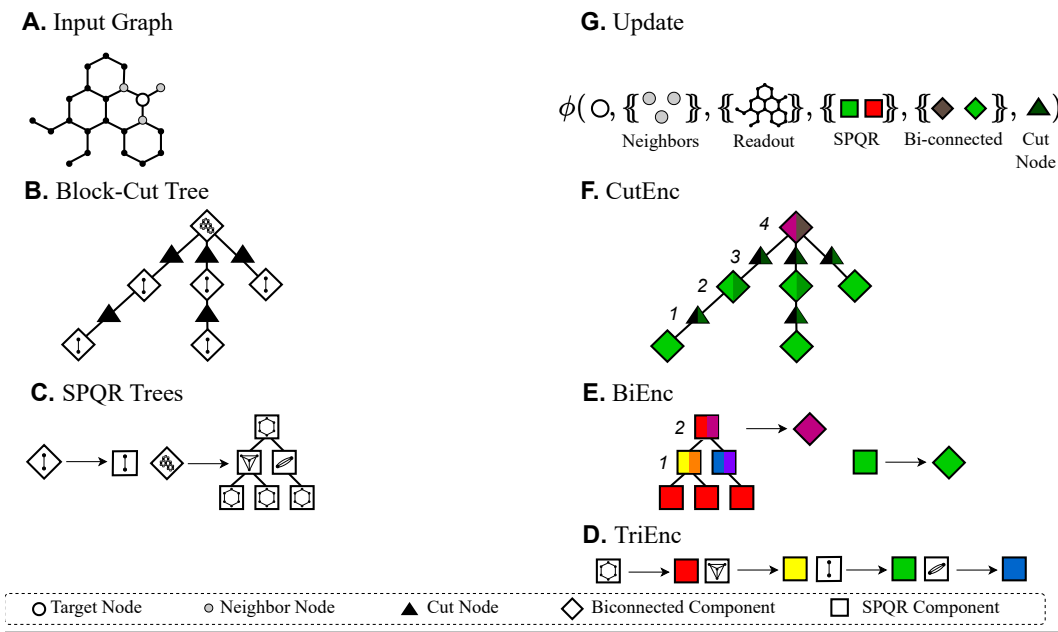 A. Input Graph
G. Update
ϕ( , {{ }}, {{ }}, {{ }}, {{ }}, )
Neighbors
Readout
SPQR
Bi-connected
Cut
Node
B. Block-Cut Tree
F. CutEnc
4
3
2
1
C. SPQR Trees
E. BiEnc
2
1
D. TriEnc
Target Node
Neighbor Node
Cut Node
Biconnected Component
SPQR Component